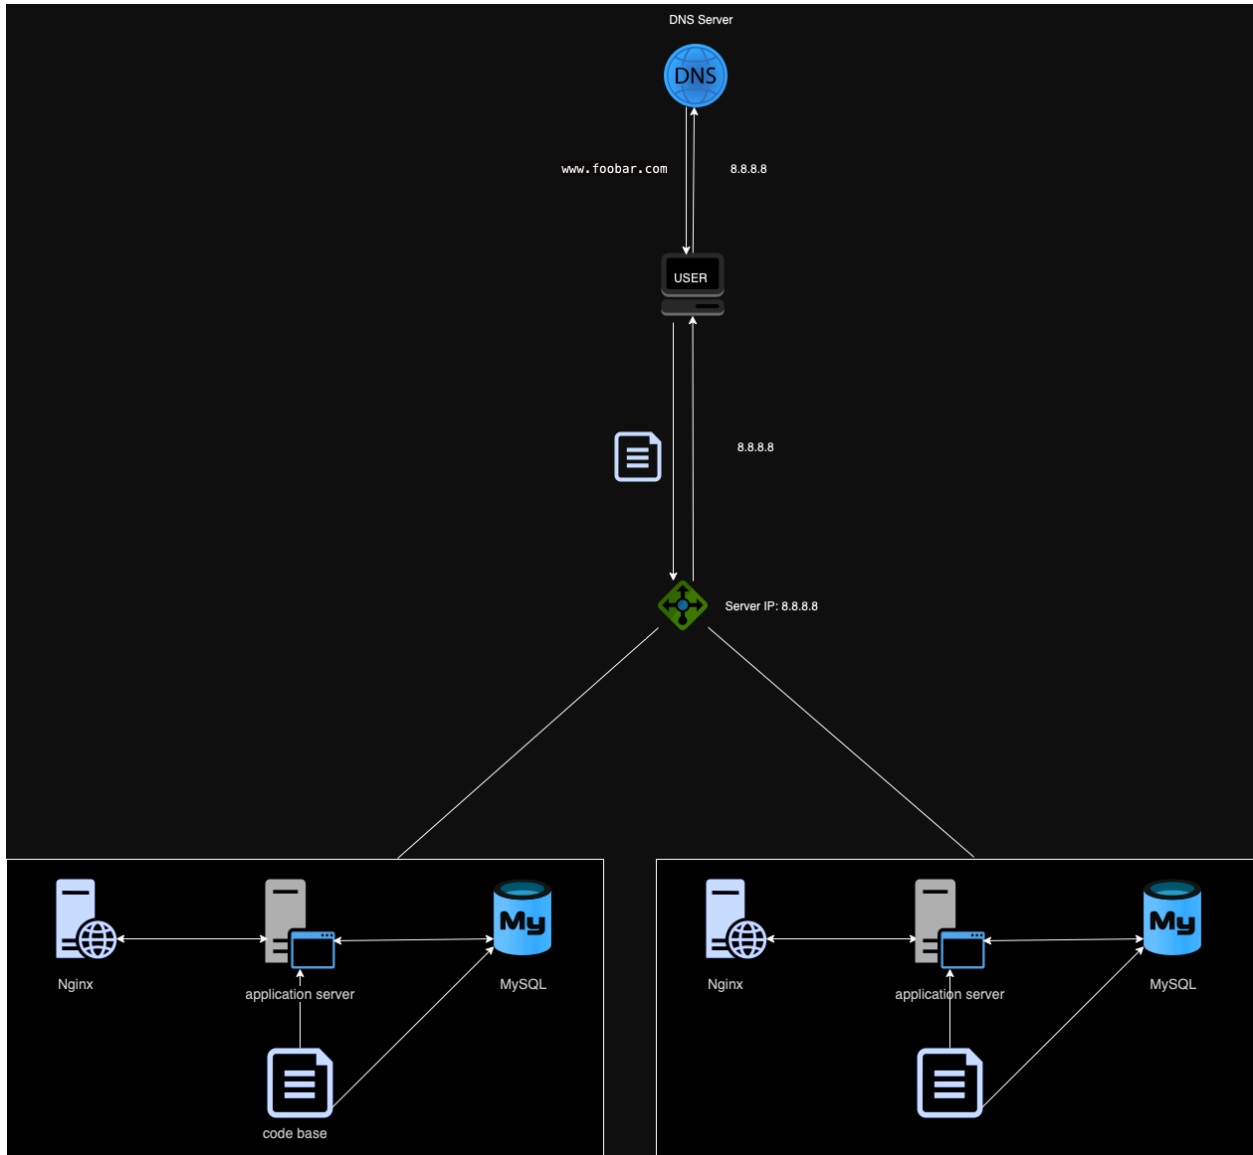 DNS Server
DNS
www.foobar.com
8.8.8.8
USER
8.8.8.8
Server IP: 8.8.8.8
My
Nginx
application server
MySQL
code base
My
Nginx
application server
MySQL